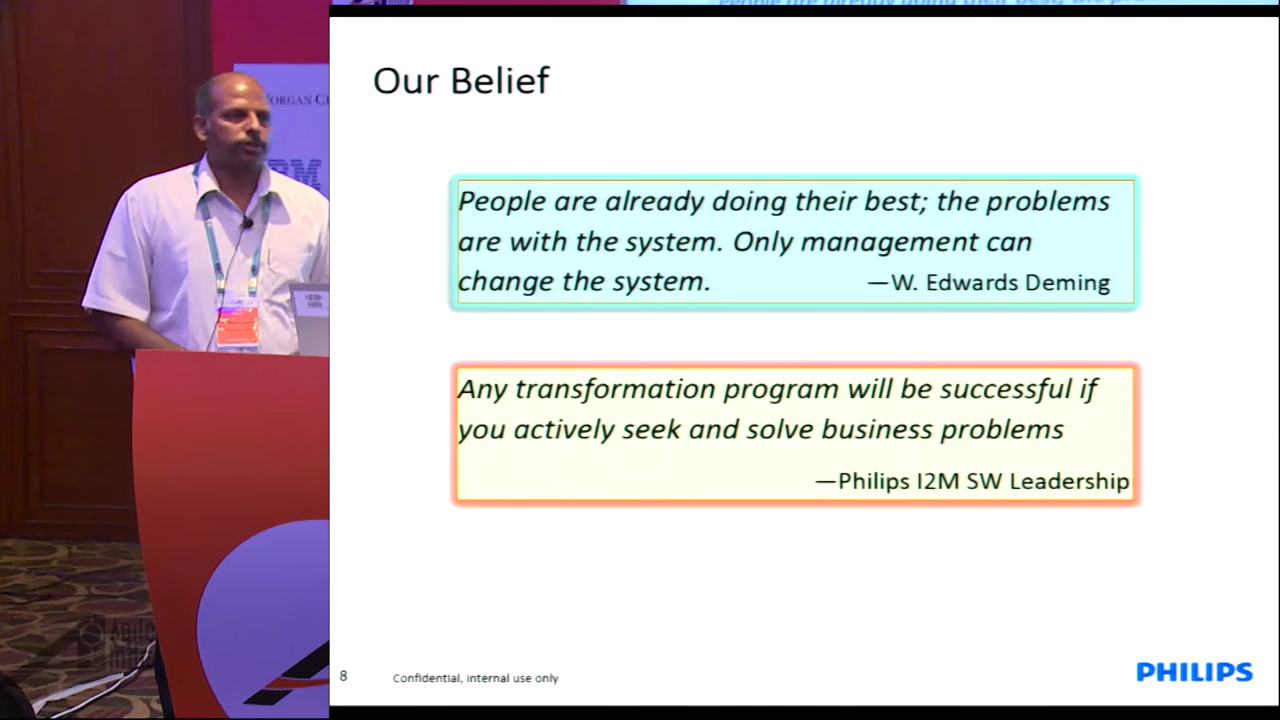 Our Belief
People are already doing their best; the problems
are with the system. Only management can
change the system. —W. Edwards Deming
Any transformation program will be successful if
you actively seek and solve business problems
—Philips I2M SW Leadership
8 Confidential, internal use only
PHILIPS